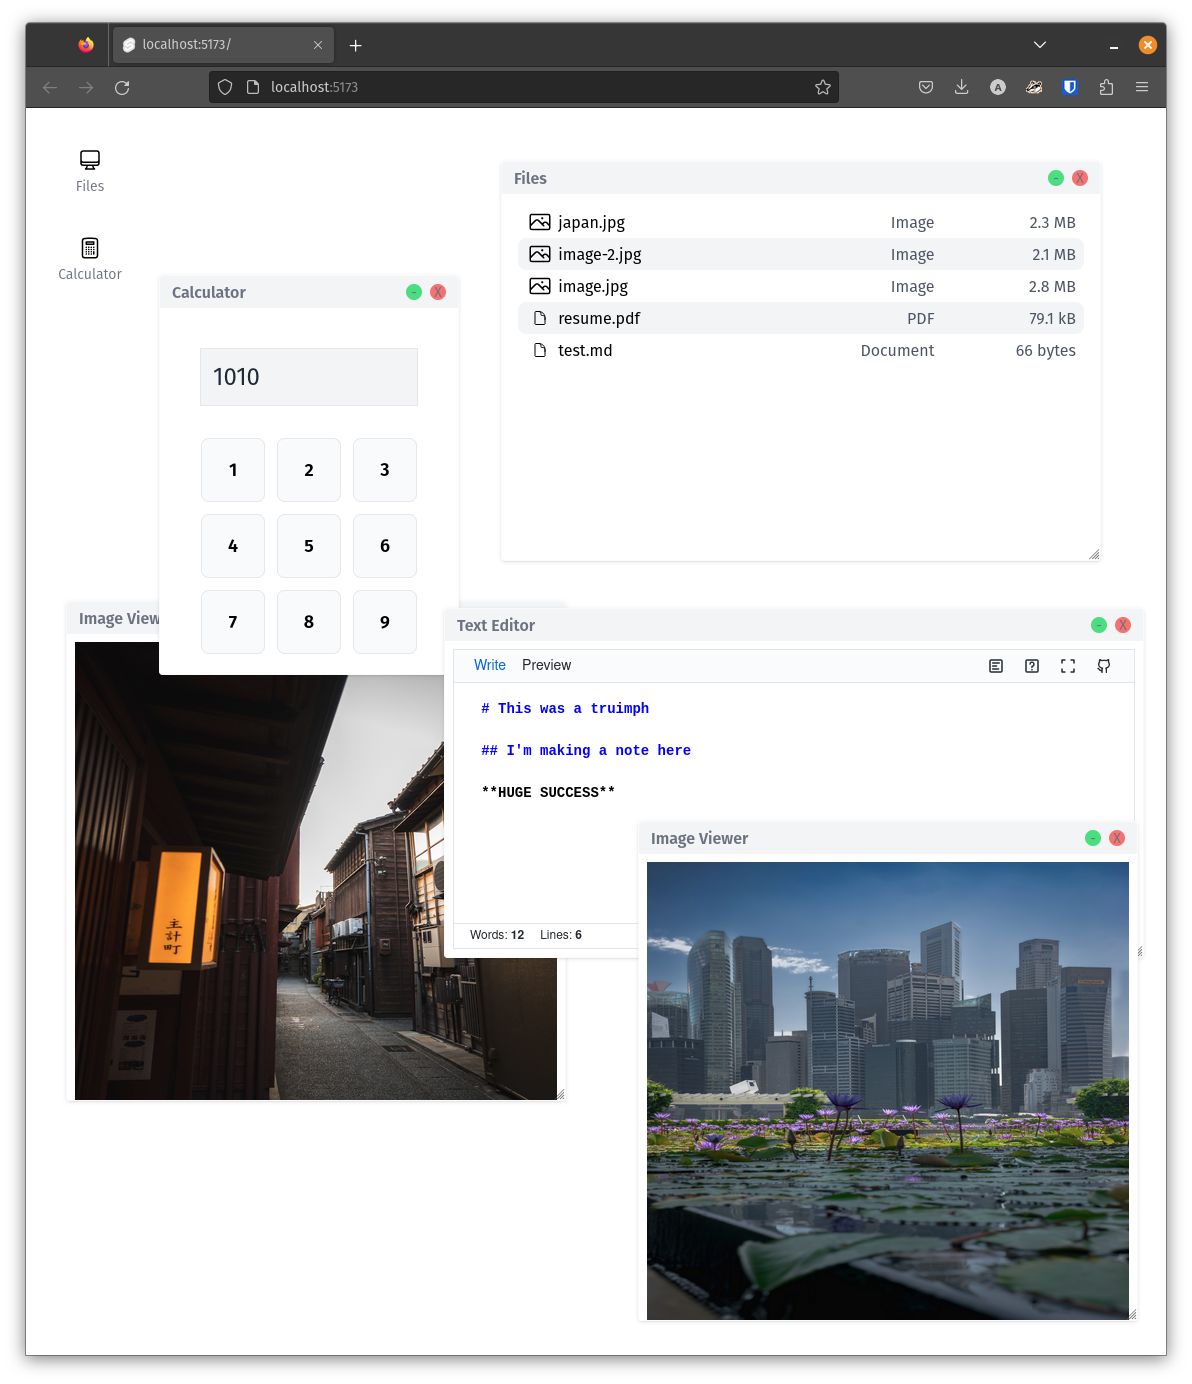 localhost:5173/
localhost:5173
A
Files
Calculator
Files
-
X
japan.jpg Image 2.3 MB
image-2.jpg Image 2.1 MB
image.jpg Image 2.8 MB
resume.pdf PDF 79.1 kB
test.md Document 66 bytes
Calculator
-
X
1010
1 2 3
4 5 6
7 8 9
Image View
主計町
Text Editor
-
X
Write Preview
# This was a truimph
## I'm making a note here
**HUGE SUCCESS**
Words: 12 Lines: 6
Image Viewer
-
X